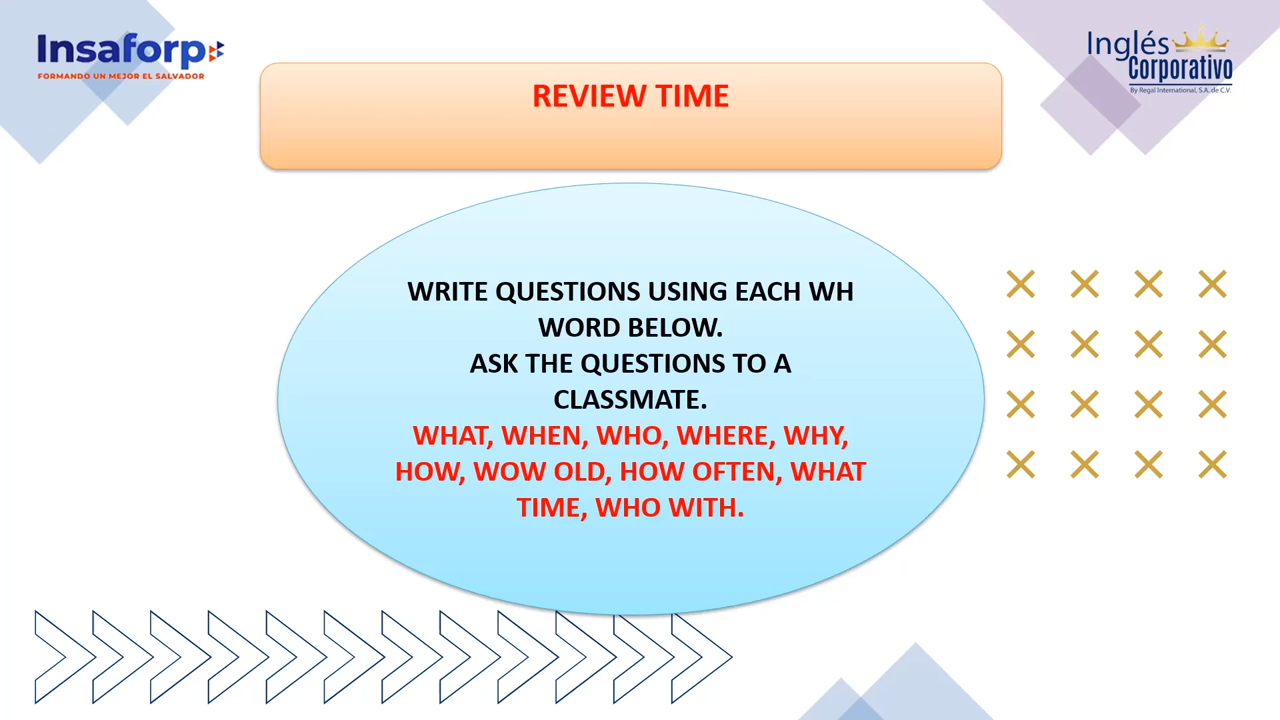 Insaforp
FORMANDO UN MEJOR EL SALVADOR
Inglés
Corporativo
By Regal International, S.A. de C.V.
REVIEW TIME
WRITE QUESTIONS USING EACH WH
WORD BELOW.
ASK THE QUESTIONS TO A
CLASSMATE.
WHAT, WHEN, WHO, WHERE, WHY,
HOW, WOW OLD, HOW OFTEN, WHAT
TIME, WHO WITH.